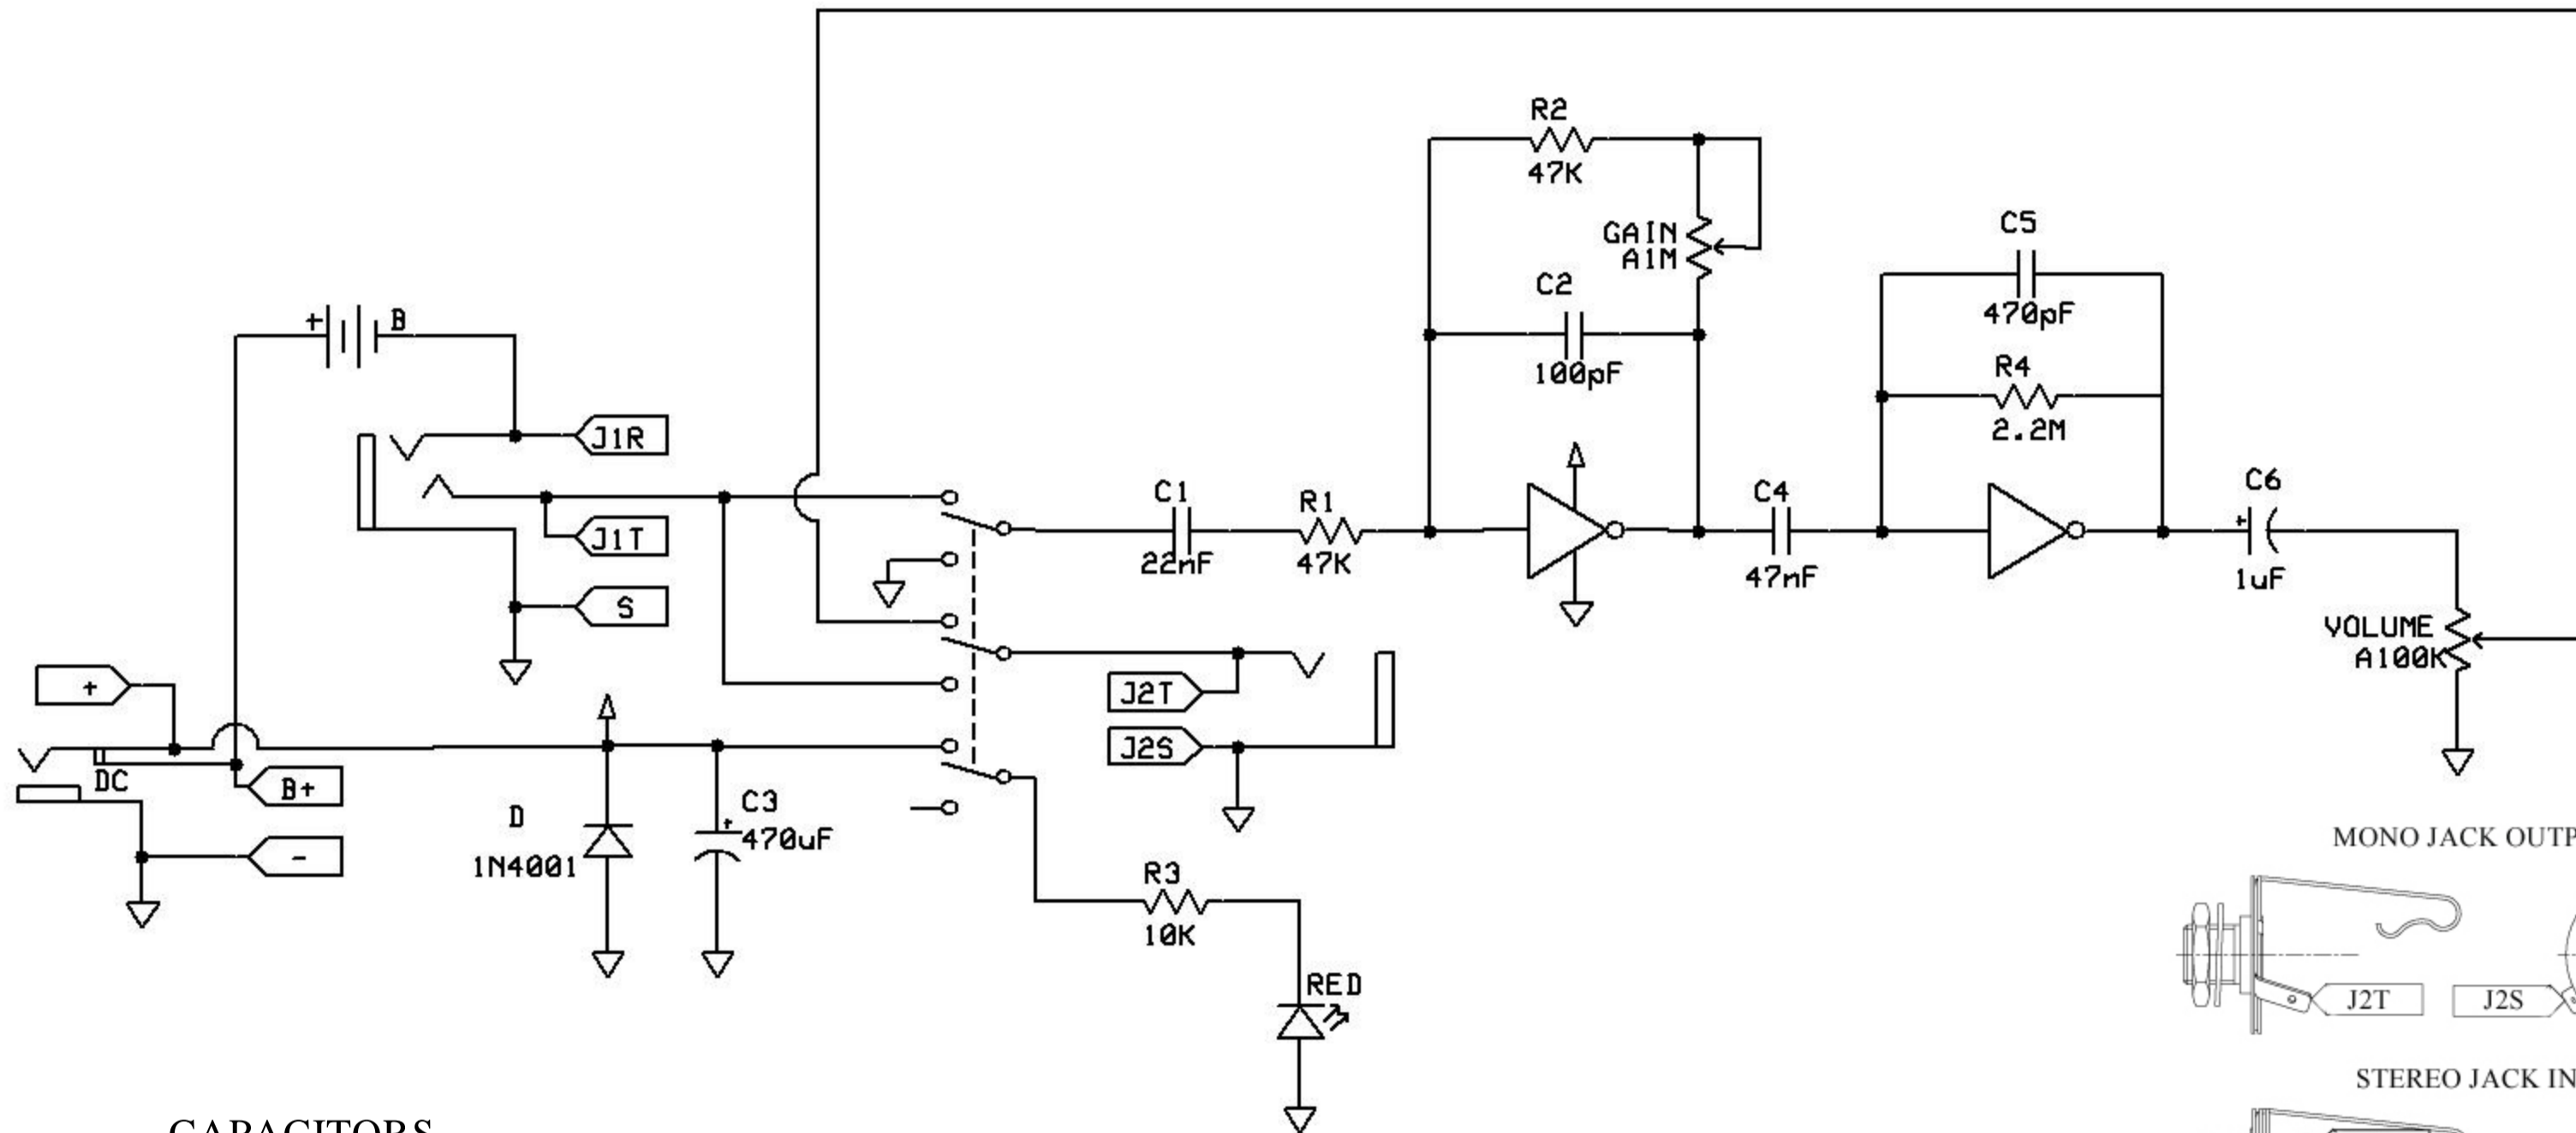 R2
47K
GAIN
A1M
C2
100pF
C5
470pF
R4
2.2M
+ B
J1R
J1T
S
C1
22nF
R1
47K
C4
47nF
C6
+
1uF
VOLUME
A100K
+
DC
B+
-
D
1N4001
C3
+
470uF
J2T
J2S
R3
10K
RED
MONO JACK OUTP
J2T
J2S
STEREO JACK IN
CAPACITORS